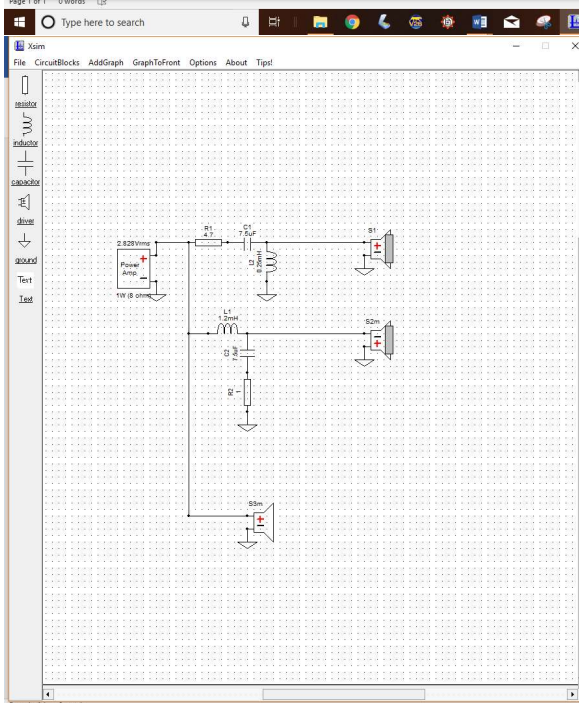 Page 1 of 1 0 words
Type here to search
Xsim
File CircuitBlocks AddGraph GraphToFront Options About Tips!
resistor
inductor
capacitor
driver
ground
Text
Text
R1
4.7
C1
7.5uF
L2
0.26mH
S1
2.828Vrms
Power
Amp
1W (8 ohm)
L1
1.2mH
C2
7.5uF
R2
1
S2m
S3m